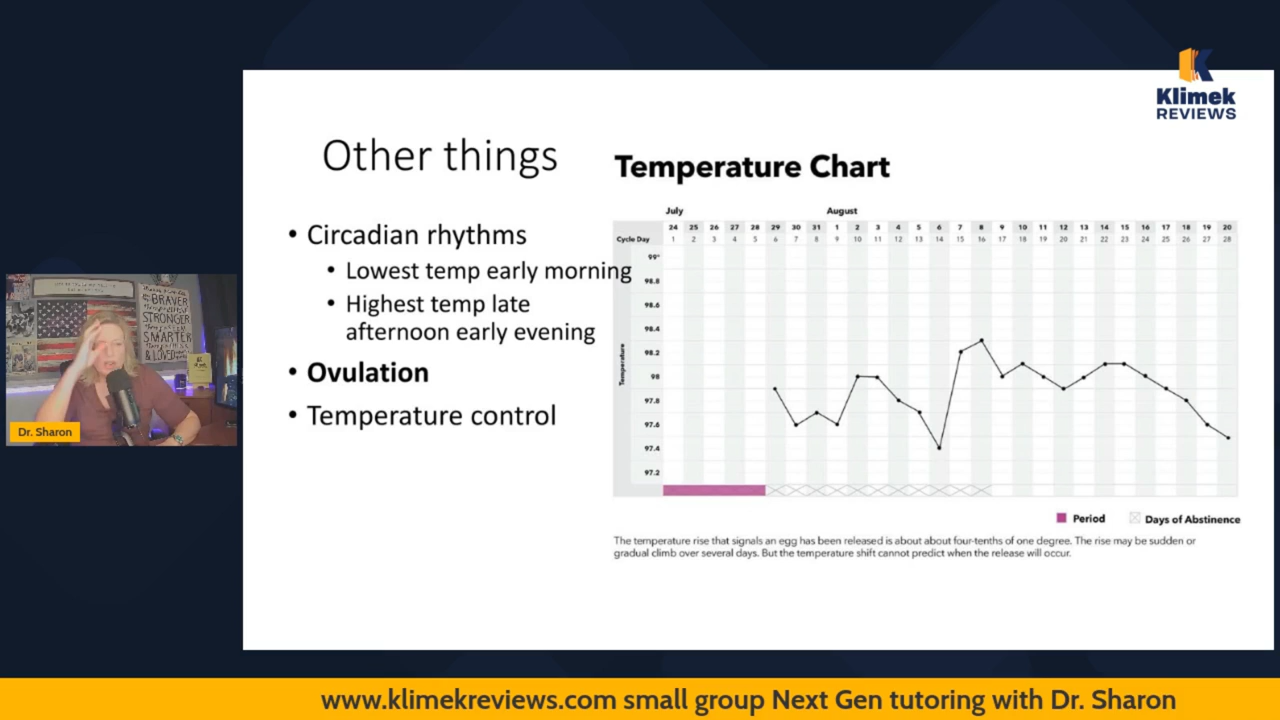 Klimek
REVIEWS
Other things
• Circadian rhythms
• Lowest temp early morning
• Highest temp late
afternoon early evening
• Ovulation
• Temperature control
Temperature Chart
July August
24 25 26 27 28 29 30 31 1 2 3 4 5 6 7 8 9 10 11 12 13 14 15 16 17 18 19 20
Cycle Day 1 2 3 4 5 6 7 8 9 10 11 12 13 14 15 16 17 18 19 20 21 22 23 24 25 26 27 28
Temperature
99°
98.8
98.6
98.4
98.2
98
97.8
97.6
97.4
97.2
Period Days of Abstinence
The temperature rise that signals an egg has been released is about about four-tenths of one degree. The rise may be sudden or
gradual climb over several days. But the temperature shift cannot predict when the release will occur.
BRAVER
STRONGER
SMARTER
& LOVED
Dr. Sharon
www.klimekreviews.com small group Next Gen tutoring with Dr. Sharon